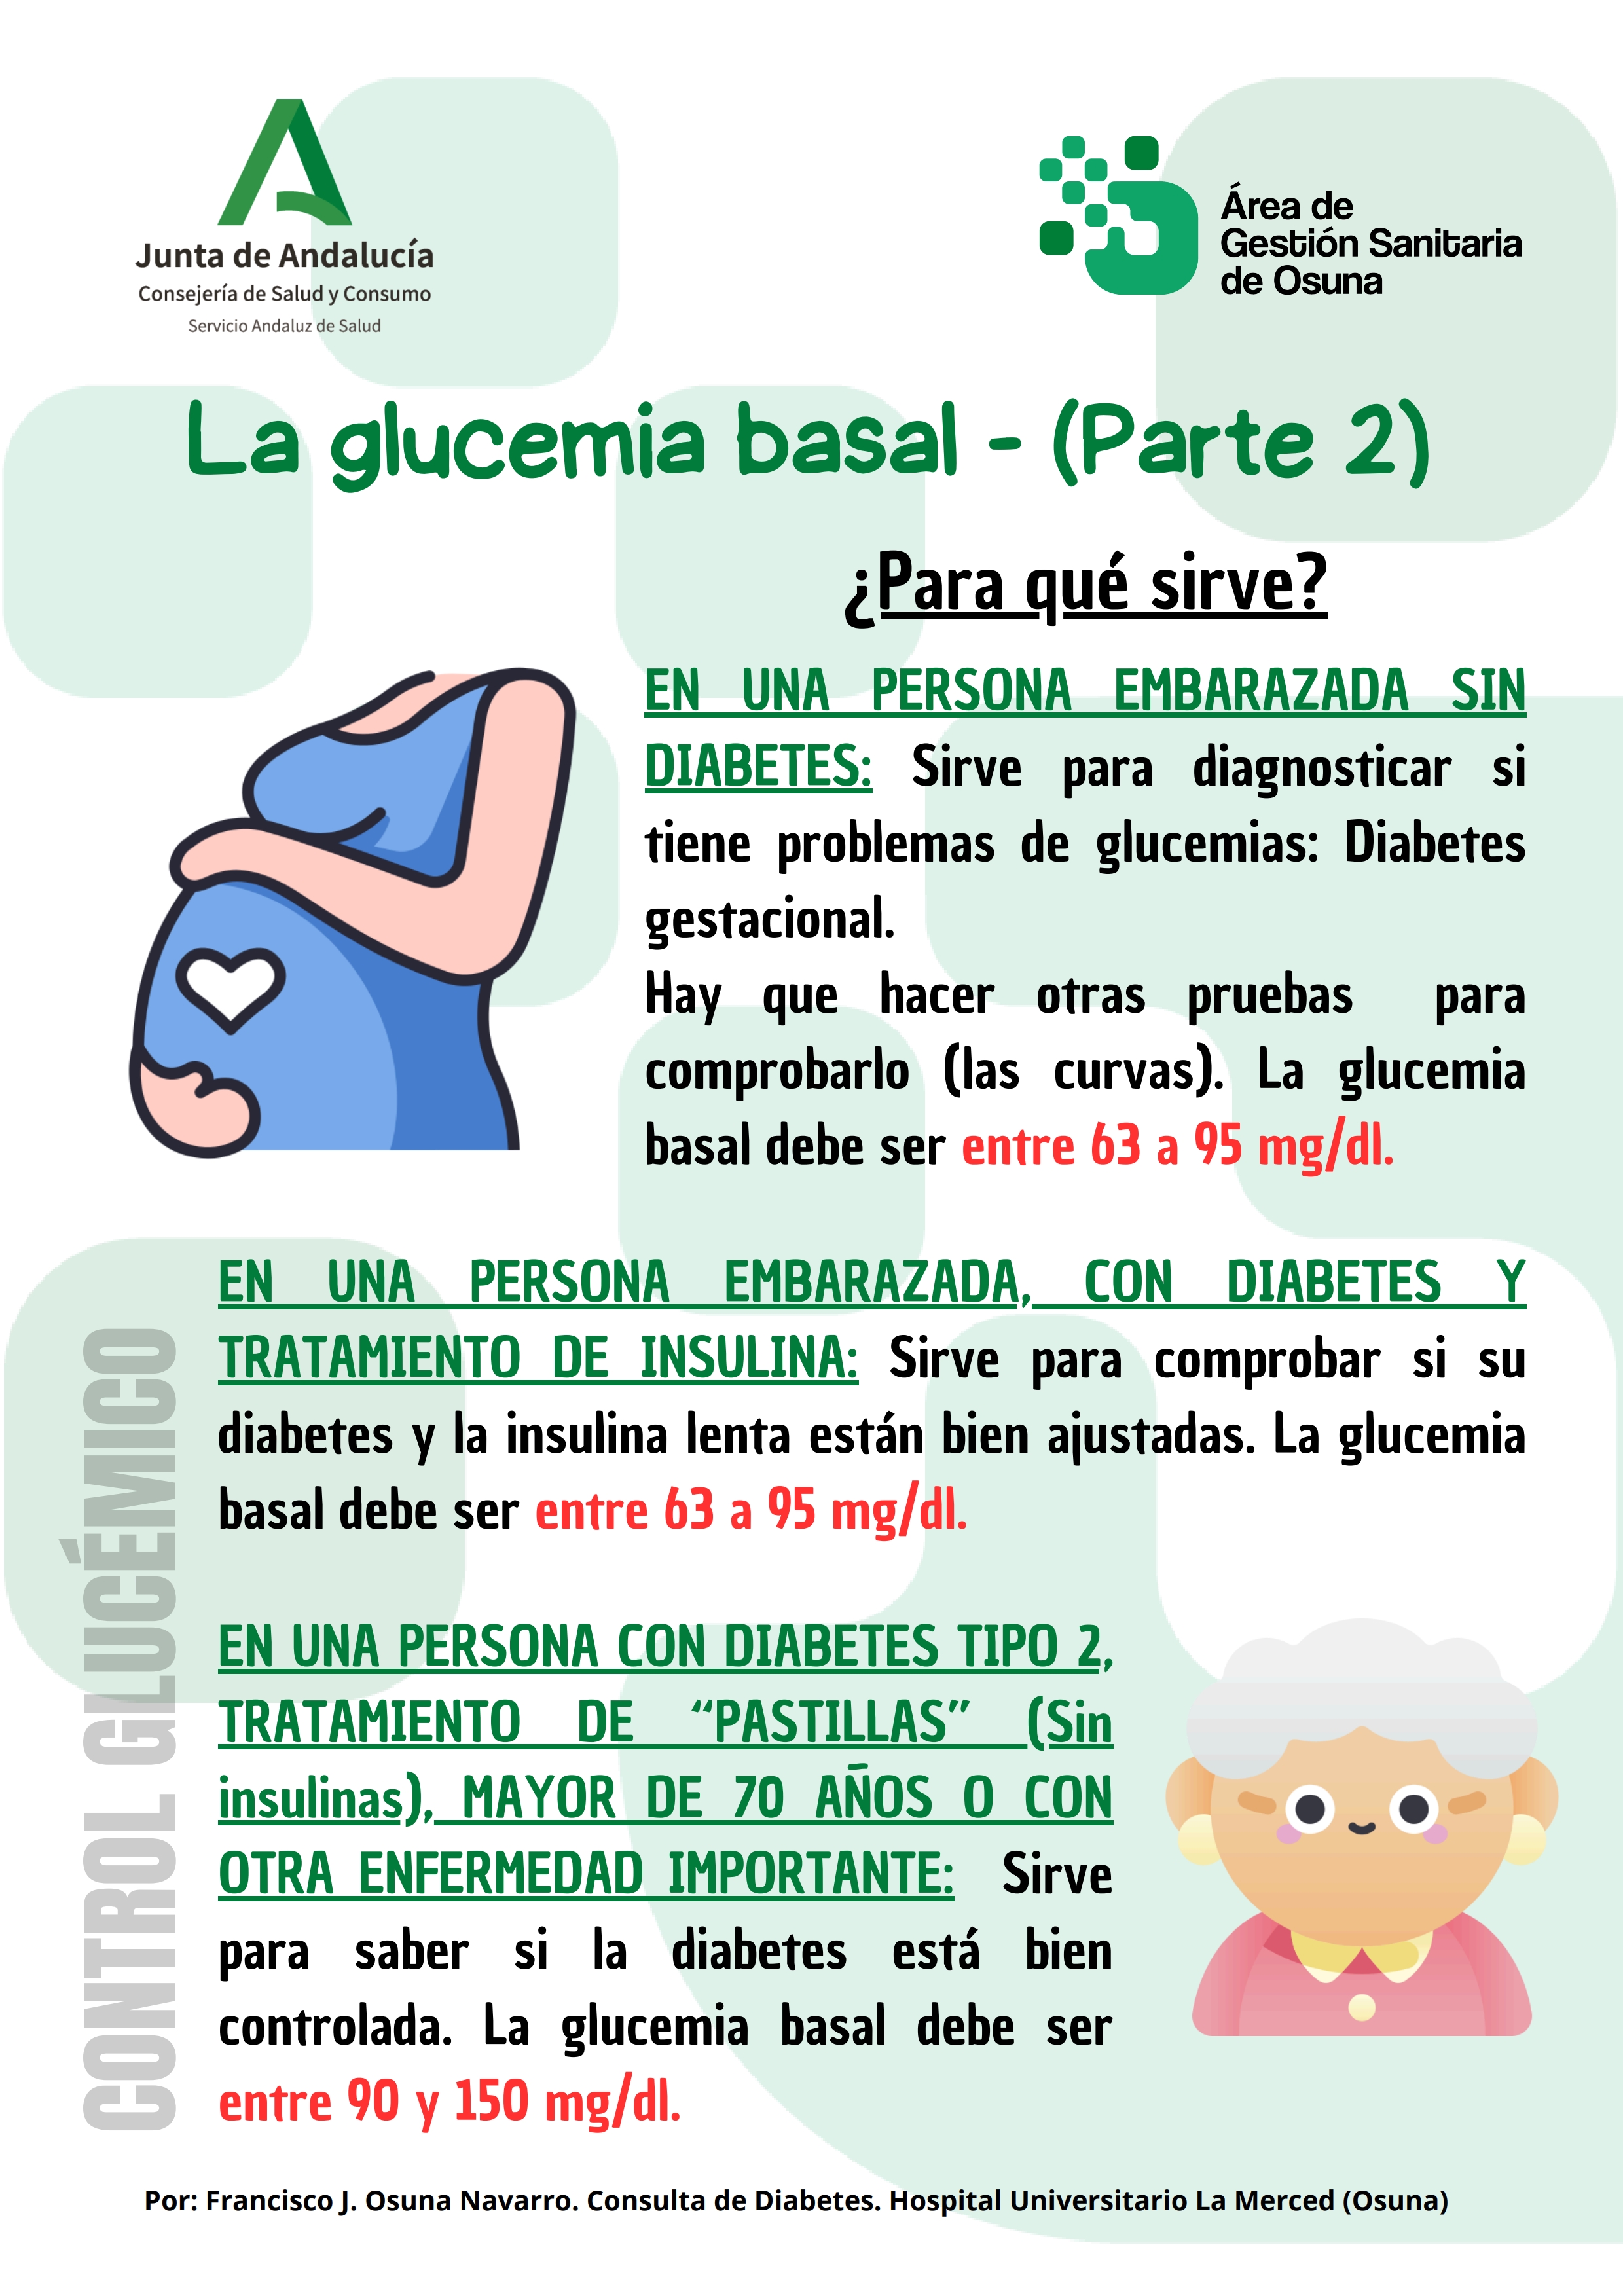 Junta de Andalucía
Consejería de Salud y Consumo
Servicio Andaluz de Salud
Área de
Gestión Sanitaria
de Osuna
La glucemia basal - (Parte 2)
¿Para qué sirve?
EN UNA PERSONA EMBARAZADA SIN
DIABETES: Sirve para diagnosticar si
tiene problemas de glucemias: Diabetes
gestacional.
Hay que hacer otras pruebas para
comprobarlo (las curvas). La glucemia
basal debe ser entre 63 a 95 mg/dl.
EN UNA PERSONA EMBARAZADA, CON DIABETES Y
TRATAMIENTO DE INSULINA: Sirve para comprobar si su
diabetes y la insulina lenta están bien ajustadas. La glucemia
basal debe ser entre 63 a 95 mg/dl.
EN UNA PERSONA CON DIABETES TIPO 2,
TRATAMIENTO DE “PASTILLAS” (Sin
insulinas), MAYOR DE 70 AÑOS O CON
OTRA ENFERMEDAD IMPORTANTE: Sirve
para saber si la diabetes está bien
controlada. La glucemia basal debe ser
entre 90 y 150 mg/dl.
CONTROL GLUCÉMICO
Por: Francisco J. Osuna Navarro. Consulta de Diabetes. Hospital Universitario La Merced (Osuna)